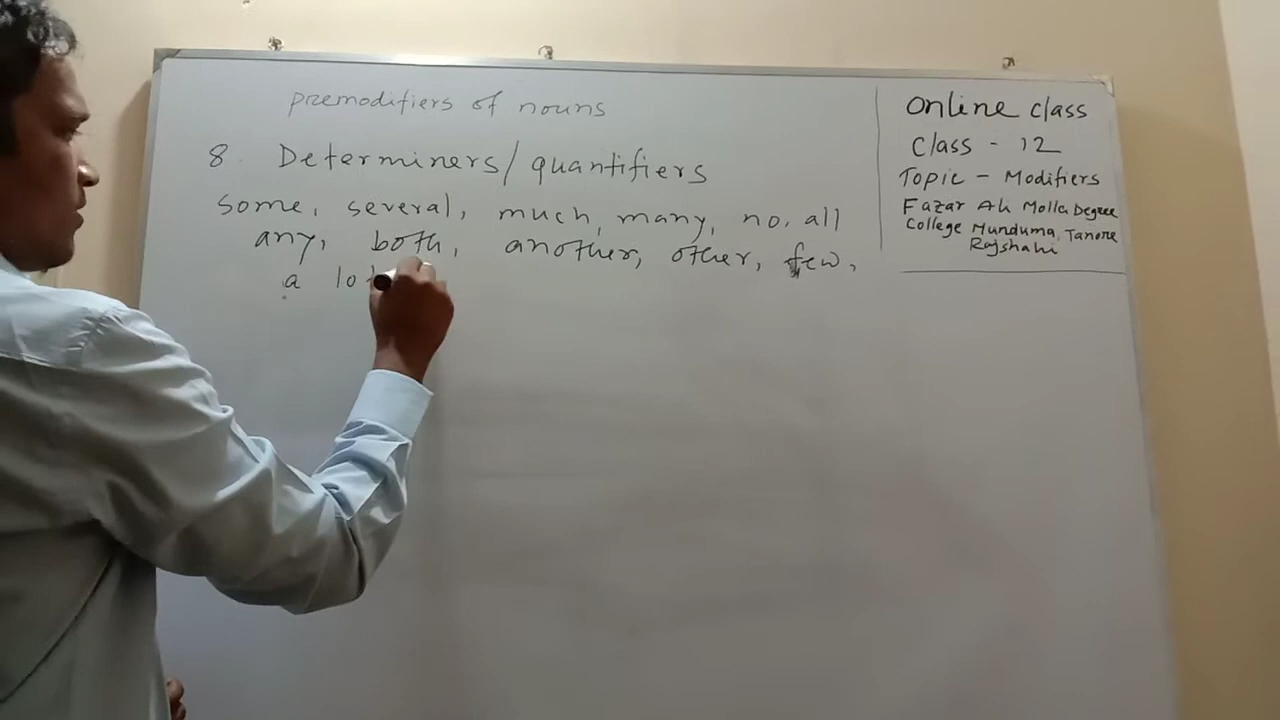 premodifiers of nouns
8 Determiners/quantifiers
some, several, much, many, no, all
any, both, another, other, few,
a lot
Online class
Class - 12
Topic - Modifiers
Fazar Ali Molla Degree
College Munduma, Tanore
Rajshahi